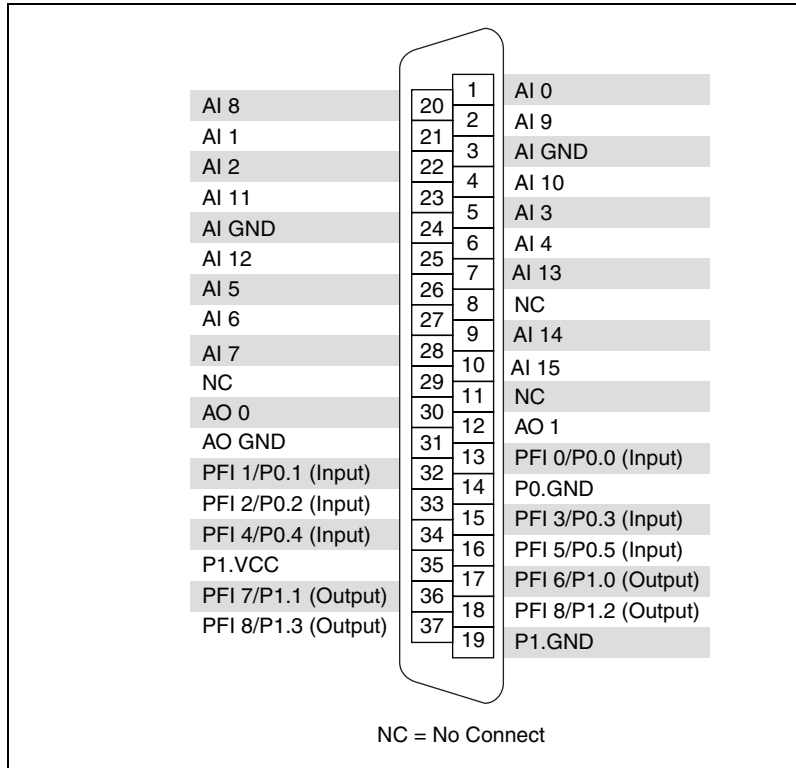 AI 8 20 1 AI 0
AI 1 21 2 AI 9
AI 2 22 3 AI GND
AI 11 23 4 AI 10
AI GND 24 5 AI 3
AI 12 25 6 AI 4
AI 5 26 7 AI 13
AI 6 27 8 NC
AI 7 28 9 AI 14
NC 29 10 AI 15
AO 0 30 11 NC
AO GND 31 12 AO 1
PFI 1/P0.1 (Input) 32 13 PFI 0/P0.0 (Input)
PFI 2/P0.2 (Input) 33 14 P0.GND
PFI 4/P0.4 (Input) 34 15 PFI 3/P0.3 (Input)
P1.VCC 35 16 PFI 5/P0.5 (Input)
PFI 7/P1.1 (Output) 36 17 PFI 6/P1.0 (Output)
PFI 8/P1.3 (Output) 37 18 PFI 8/P1.2 (Output)
19 P1.GND
NC = No Connect